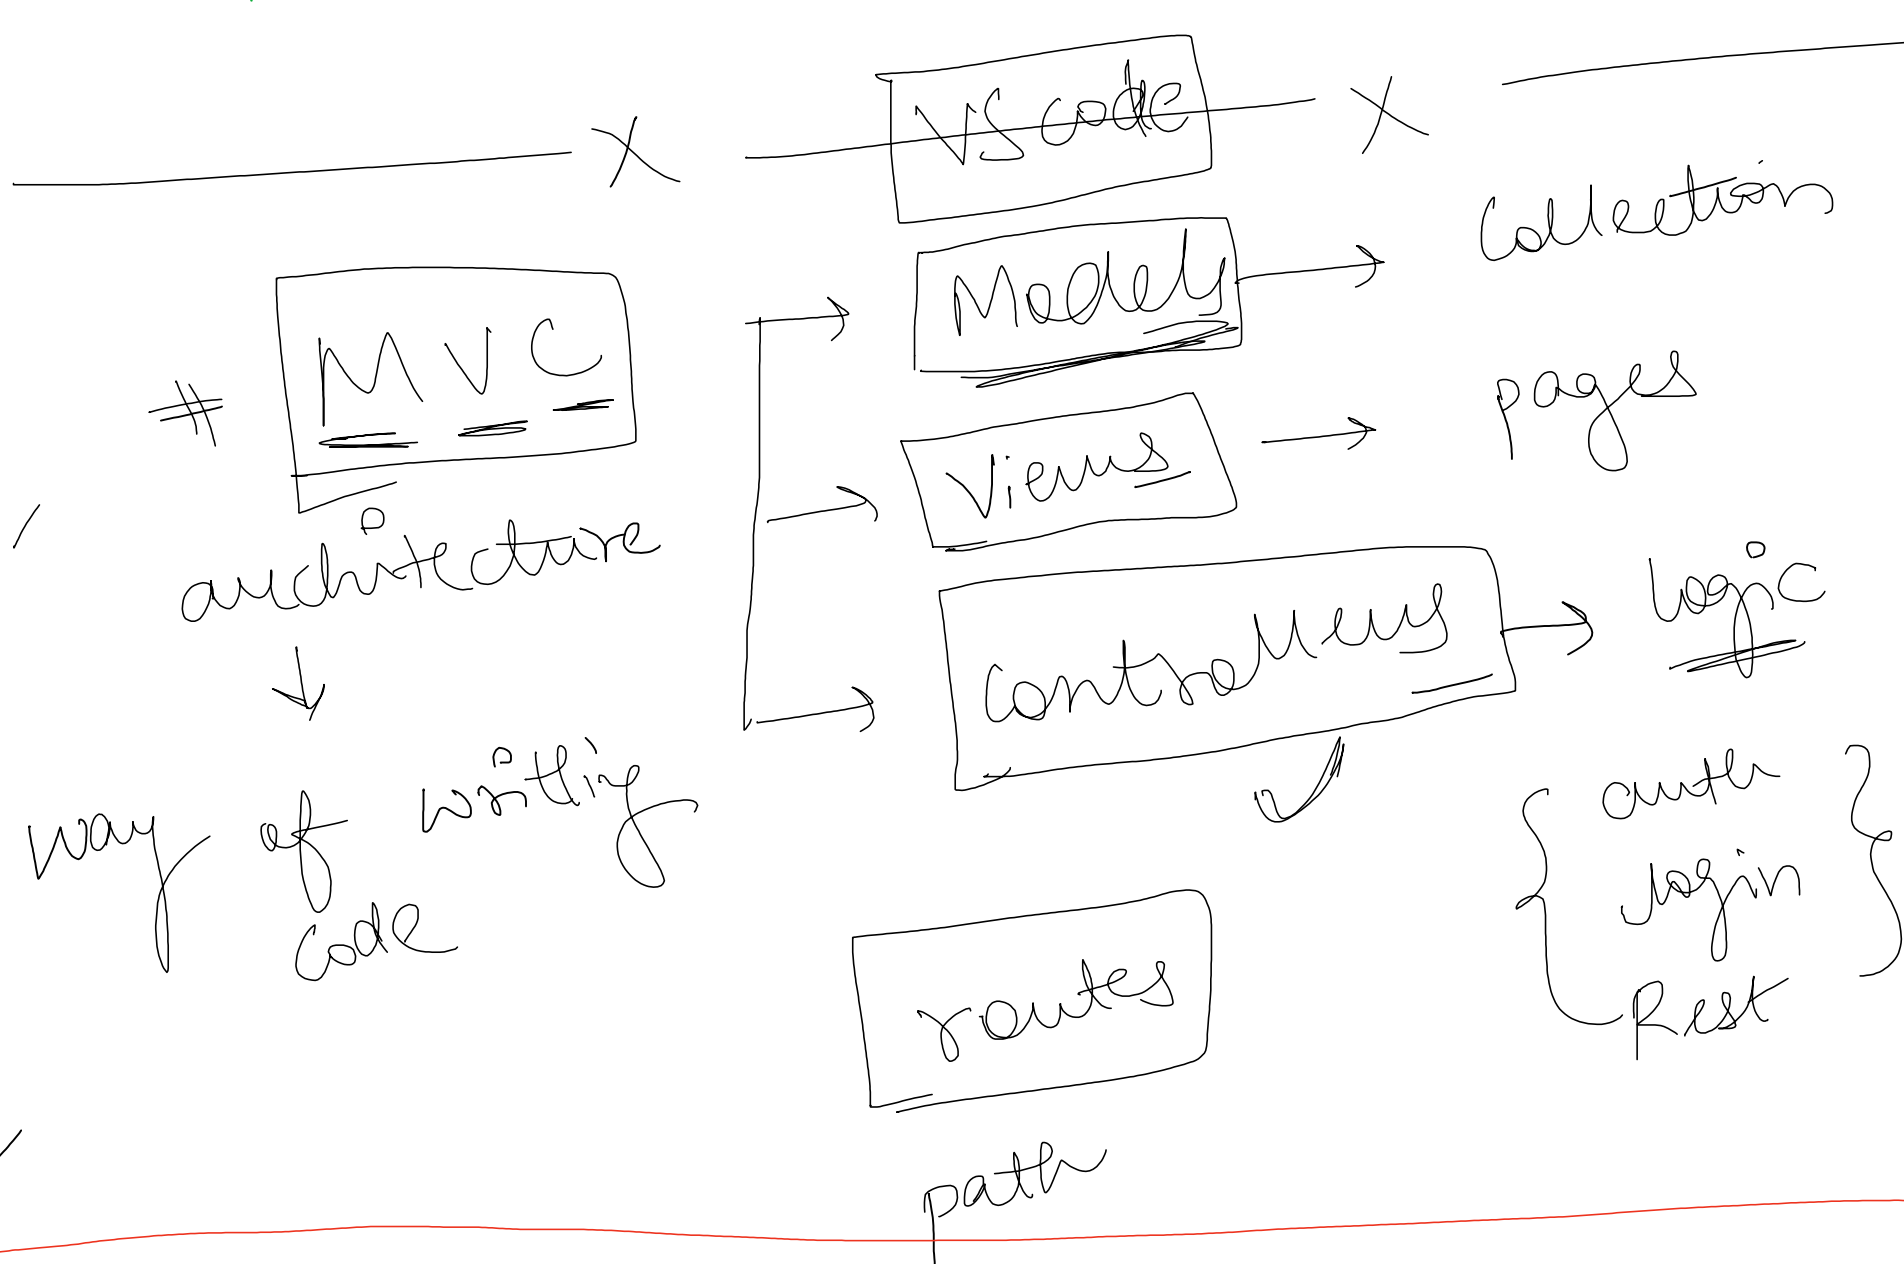 VS code
# MVC
architecture
way of writing
code
Models
collection
Views
pages
controllers
logic
auth
login
Rest
routes
path